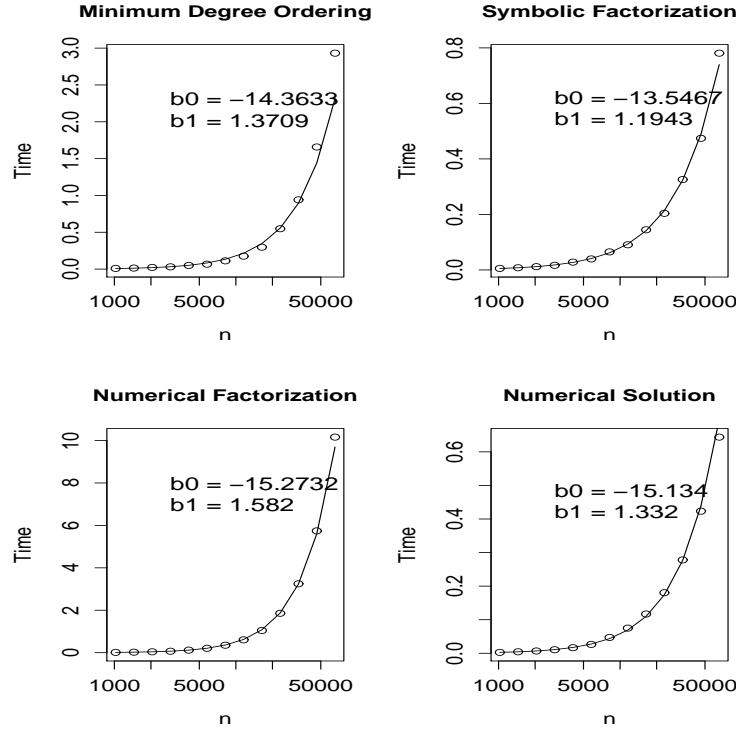 Minimum Degree Ordering
Time
3.0
2.5
2.0
1.5
1.0
0.5
0.0
b0 = −14.3633
b1 = 1.3709
1000 5000 50000
n
Symbolic Factorization
Time
0.8
0.6
0.4
0.2
0.0
b0 = −13.5467
b1 = 1.1943
1000 5000 50000
n
Numerical Factorization
Time
10
8
6
4
2
0
b0 = −15.2732
b1 = 1.582
1000 5000 50000
n
Numerical Solution
Time
0.6
0.4
0.2
0.0
b0 = −15.134
b1 = 1.332
1000 5000 50000
n